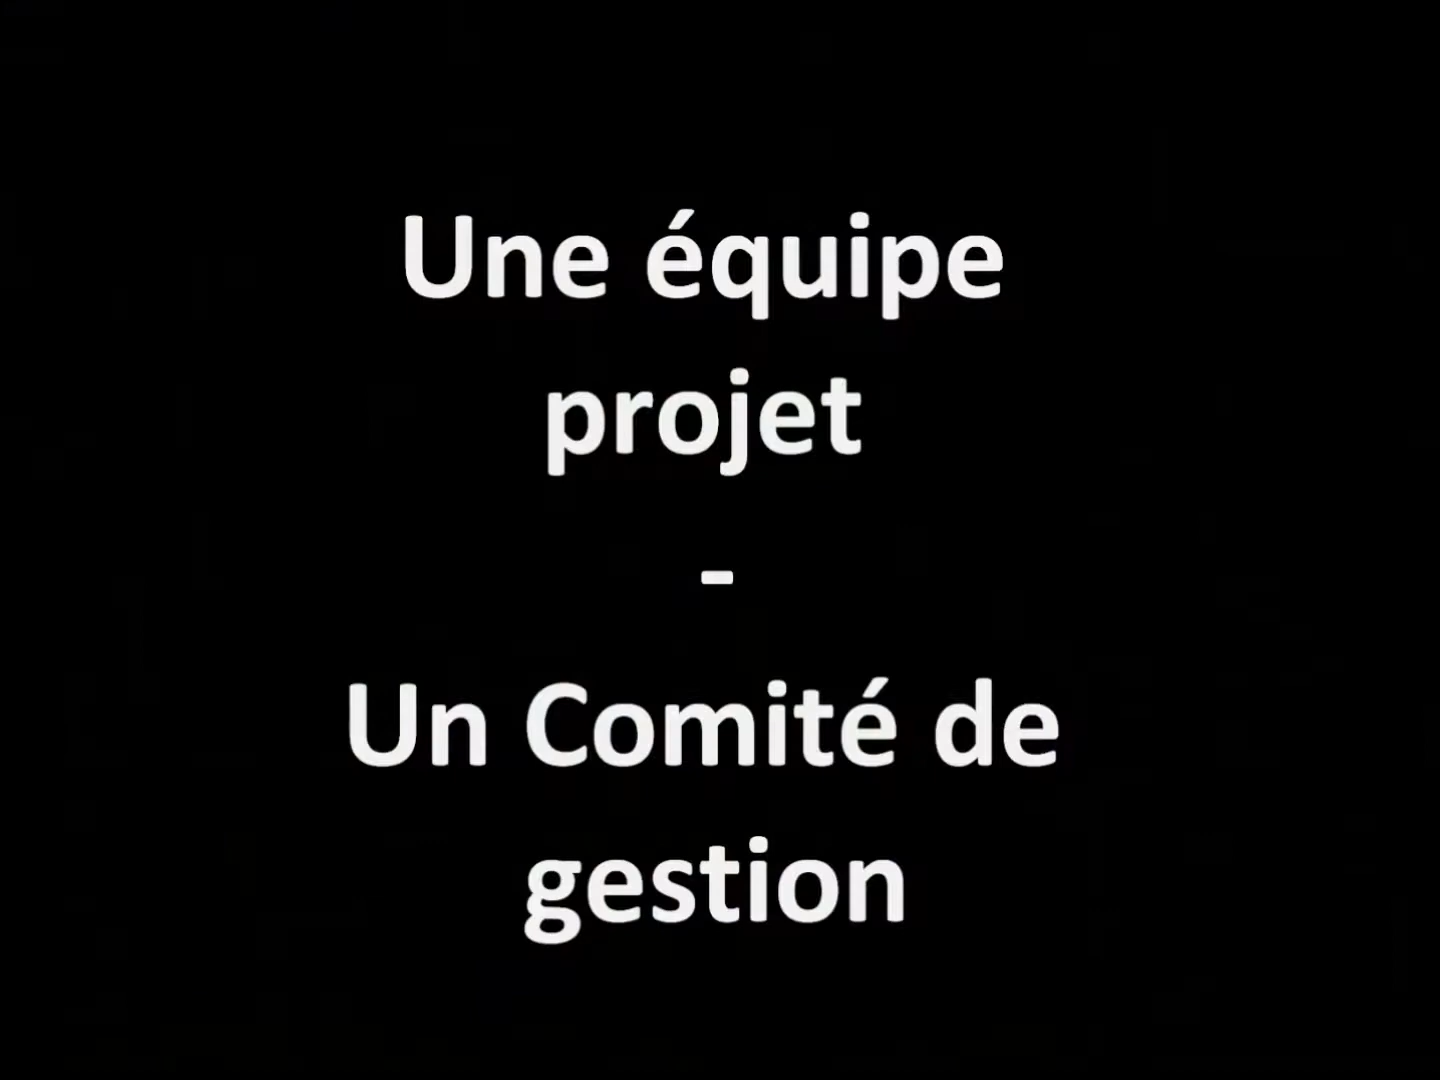 Une équipe
projet
-
Un Comité de
gestion